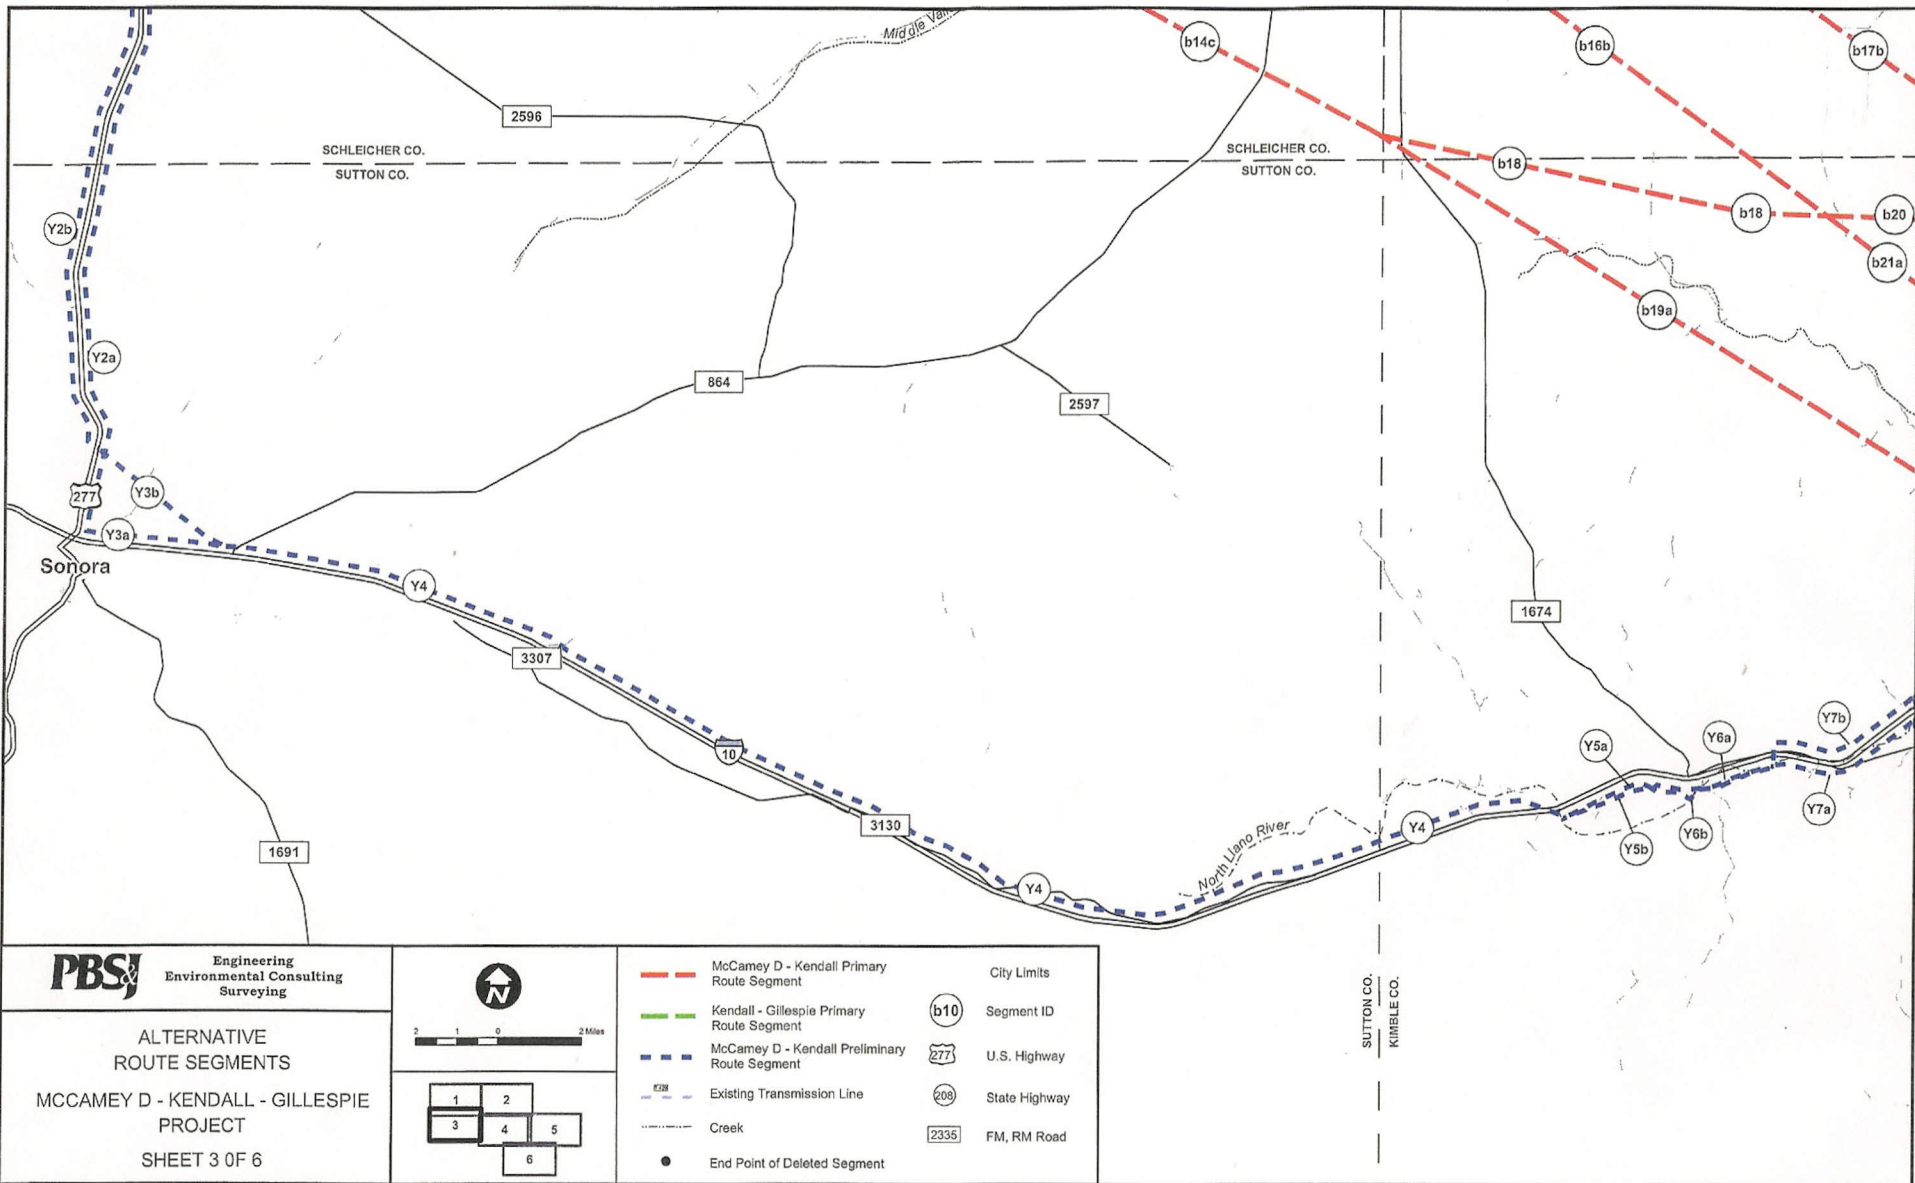 Middle
b14c
b16b
b17b
2596
SCHLEICHER CO.
SUTTON CO.
SCHLEICHER CO.
SUTTON CO.
b18
b18
b20
Y2b
b21a
b19a
Y2a
864
2597
277
Y3b
Y3a
Sonora
Y4
1674
3307
10
Y5a
Y6a
Y7b
Y7a
3130
North Llano River
Y4
Y5b
Y6b
1691
Y4
SUTTON CO.
KIMBLE CO.
PBS&J
Engineering
Environmental Consulting
Surveying
ALTERNATIVE
ROUTE SEGMENTS
MCCAMEY D - KENDALL - GILLESPIE
PROJECT
SHEET 3 0F 6
N
2 1 0 2 Miles
1 2
3 4 5
6
McCamey D - Kendall Primary
Route Segment
Kendall - Gillespie Primary
Route Segment
McCamey D - Kendall Preliminary
Route Segment
Existing Transmission Line
Creek
End Point of Deleted Segment
City Limits
b10 Segment ID
277 U.S. Highway
208 State Highway
2335 FM, RM Road